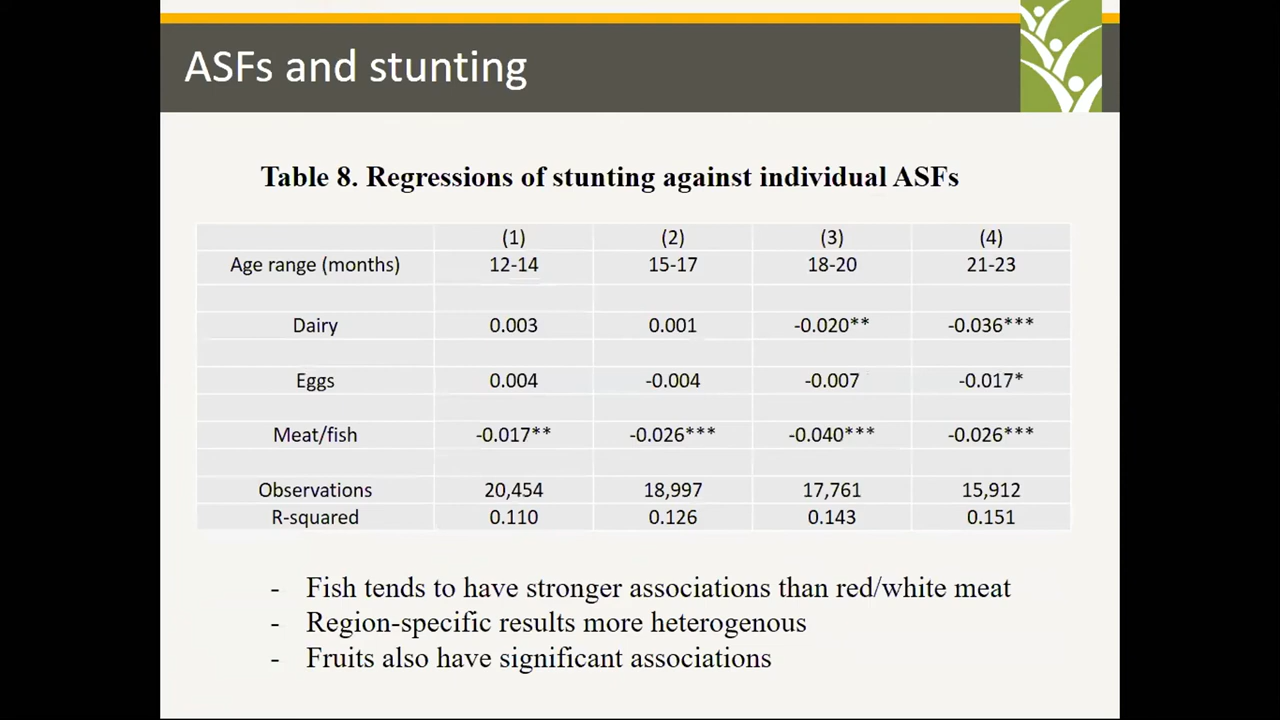 ASFs and stunting
Table 8. Regressions of stunting against individual ASFs
(1) (2) (3) (4)
Age range (months) 12-14 15-17 18-20 21-23
Dairy 0.003 0.001 -0.020** -0.036***
Eggs 0.004 -0.004 -0.007 -0.017*
Meat/fish -0.017** -0.026*** -0.040*** -0.026***
Observations 20,454 18,997 17,761 15,912
R-squared 0.110 0.126 0.143 0.151
- Fish tends to have stronger associations than red/white meat
- Region-specific results more heterogenous
- Fruits also have significant associations